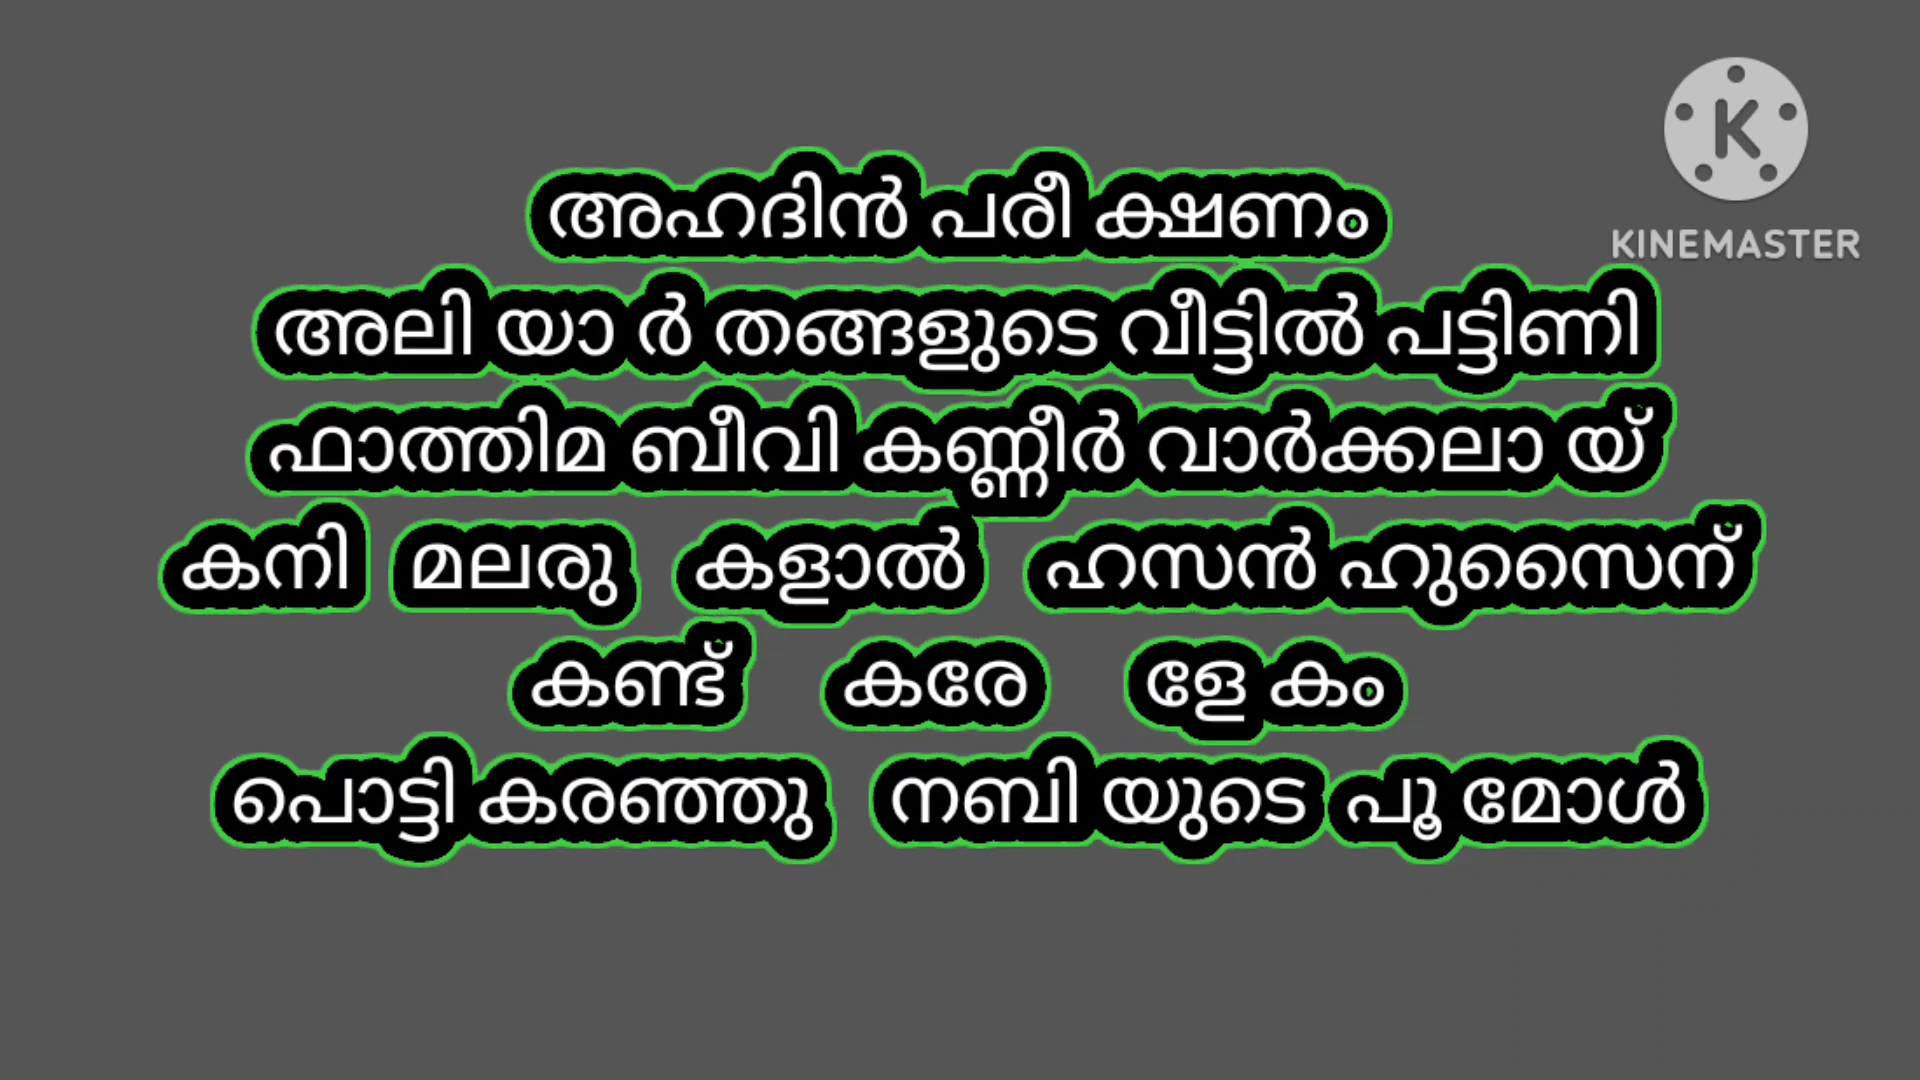 KINEMASTER
അഹദിൻ പരീ ക്ഷണം
അലി യാ ർ തങ്ങളുടെ വീട്ടിൽ പട്ടിണി
ഫാത്തിമ ബീവി കണ്ണീർ വാർക്കലാ യ്
കനി മലരു കളാൽ ഹസൻ ഹുസൈന്
കണ്ട് കരേ ളേ കം
പൊട്ടി കരഞ്ഞു നബി യുടെ പൂ മോൾ